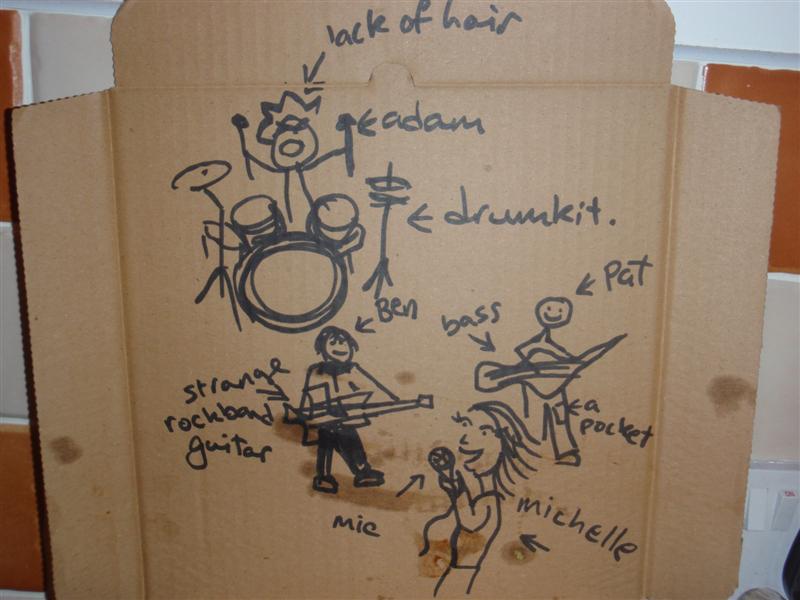 lack of hair
adam
drumkit.
Ben
Pat
bass
strange
rockband
guitar
a
pocket
mic
michelle